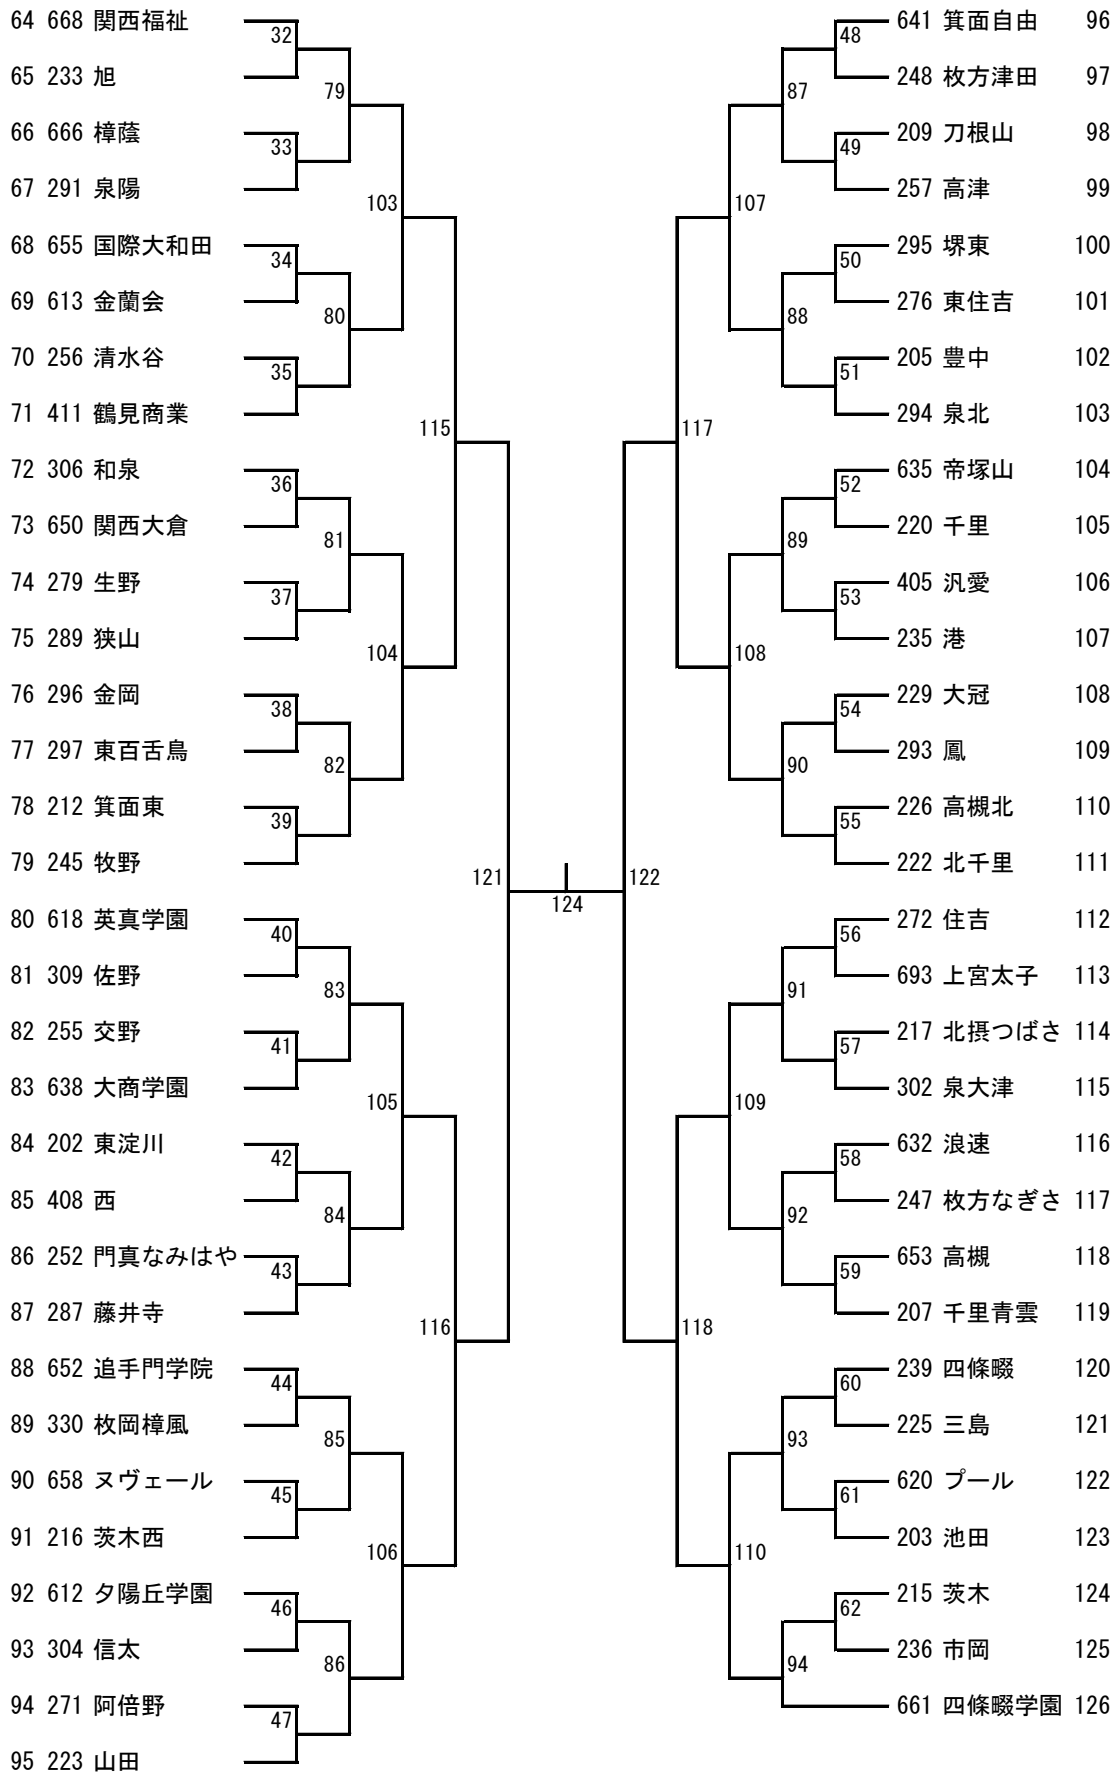 64 668 関西福祉
65 233 旭
66 666 樟蔭
67 291 泉陽
68 655 国際大和田
69 613 金蘭会
70 256 清水谷
71 411 鶴見商業
72 306 和泉
73 650 関西大倉
74 279 生野
75 289 狭山
76 296 金岡
77 297 東百舌鳥
78 212 箕面東
79 245 牧野
80 618 英真学園
81 309 佐野
82 255 交野
83 638 大商学園
84 202 東淀川
85 408 西
86 252 門真なみはや
87 287 藤井寺
88 652 追手門学院
89 330 枚岡樟風
90 658 ヌヴェール
91 216 茨木西
92 612 夕陽丘学園
93 304 信太
94 271 阿倍野
95 223 山田
32
33
34
35
36
37
38
39
40
41
42
43
44
45
46
47
79
80
81
82
83
84
85
86
103
104
105
106
115
116
121
124
122
117
118
107
108
109
110
87
88
89
90
91
92
93
94
48
49
50
51
52
53
54
55
56
57
58
59
60
61
62
641 箕面自由 96
248 枚方津田 97
209 刀根山 98
257 高津 99
295 堺東 100
276 東住吉 101
205 豊中 102
294 泉北 103
635 帝塚山 104
220 千里 105
405 汎愛 106
235 港 107
229 大冠 108
293 鳳 109
226 高槻北 110
222 北千里 111
272 住吉 112
693 上宮太子 113
217 北摂つばさ 114
302 泉大津 115
632 浪速 116
247 枚方なぎさ 117
653 高槻 118
207 千里青雲 119
239 四條畷 120
225 三島 121
620 プール 122
203 池田 123
215 茨木 124
236 市岡 125
661 四條畷学園 126